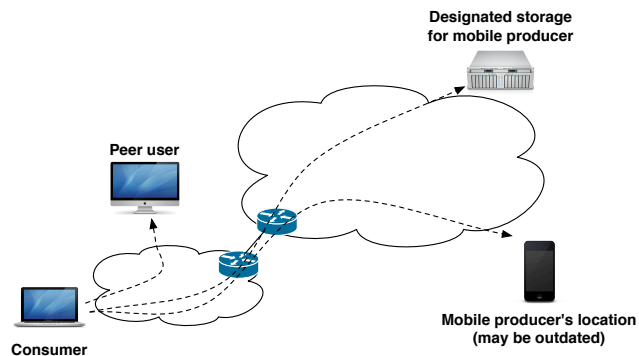 Designated storage
for mobile producer
Peer user
Mobile producer's location
(may be outdated)
Consumer